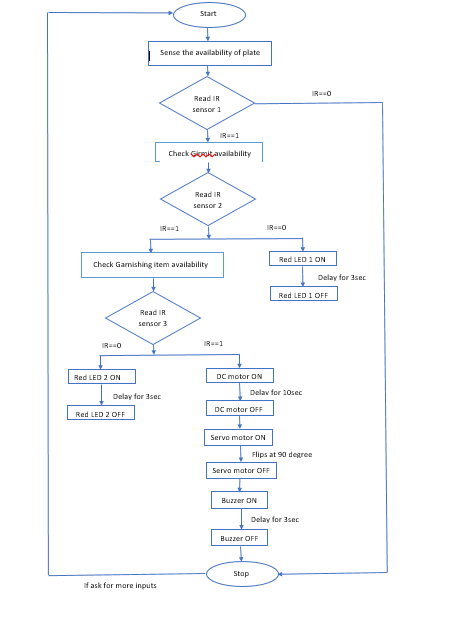 Start
Sense the availability of plate
Read IR
sensor 1
IR==0
IR==1
Check Girmit availability
Read IR
sensor 2
IR==1
IR==0
Check Garnishing item availability
Red LED 1 ON
Delay for 3sec
Red LED 1 OFF
Read IR
sensor 3
IR==0
IR==1
Red LED 2 ON
Delay for 3sec
Red LED 2 OFF
DC motor ON
Delay for 10sec
DC motor OFF
Servo motor ON
Flips at 90 degree
Servo motor OFF
Buzzer ON
Delay for 3sec
Buzzer OFF
Stop
If ask for more inputs